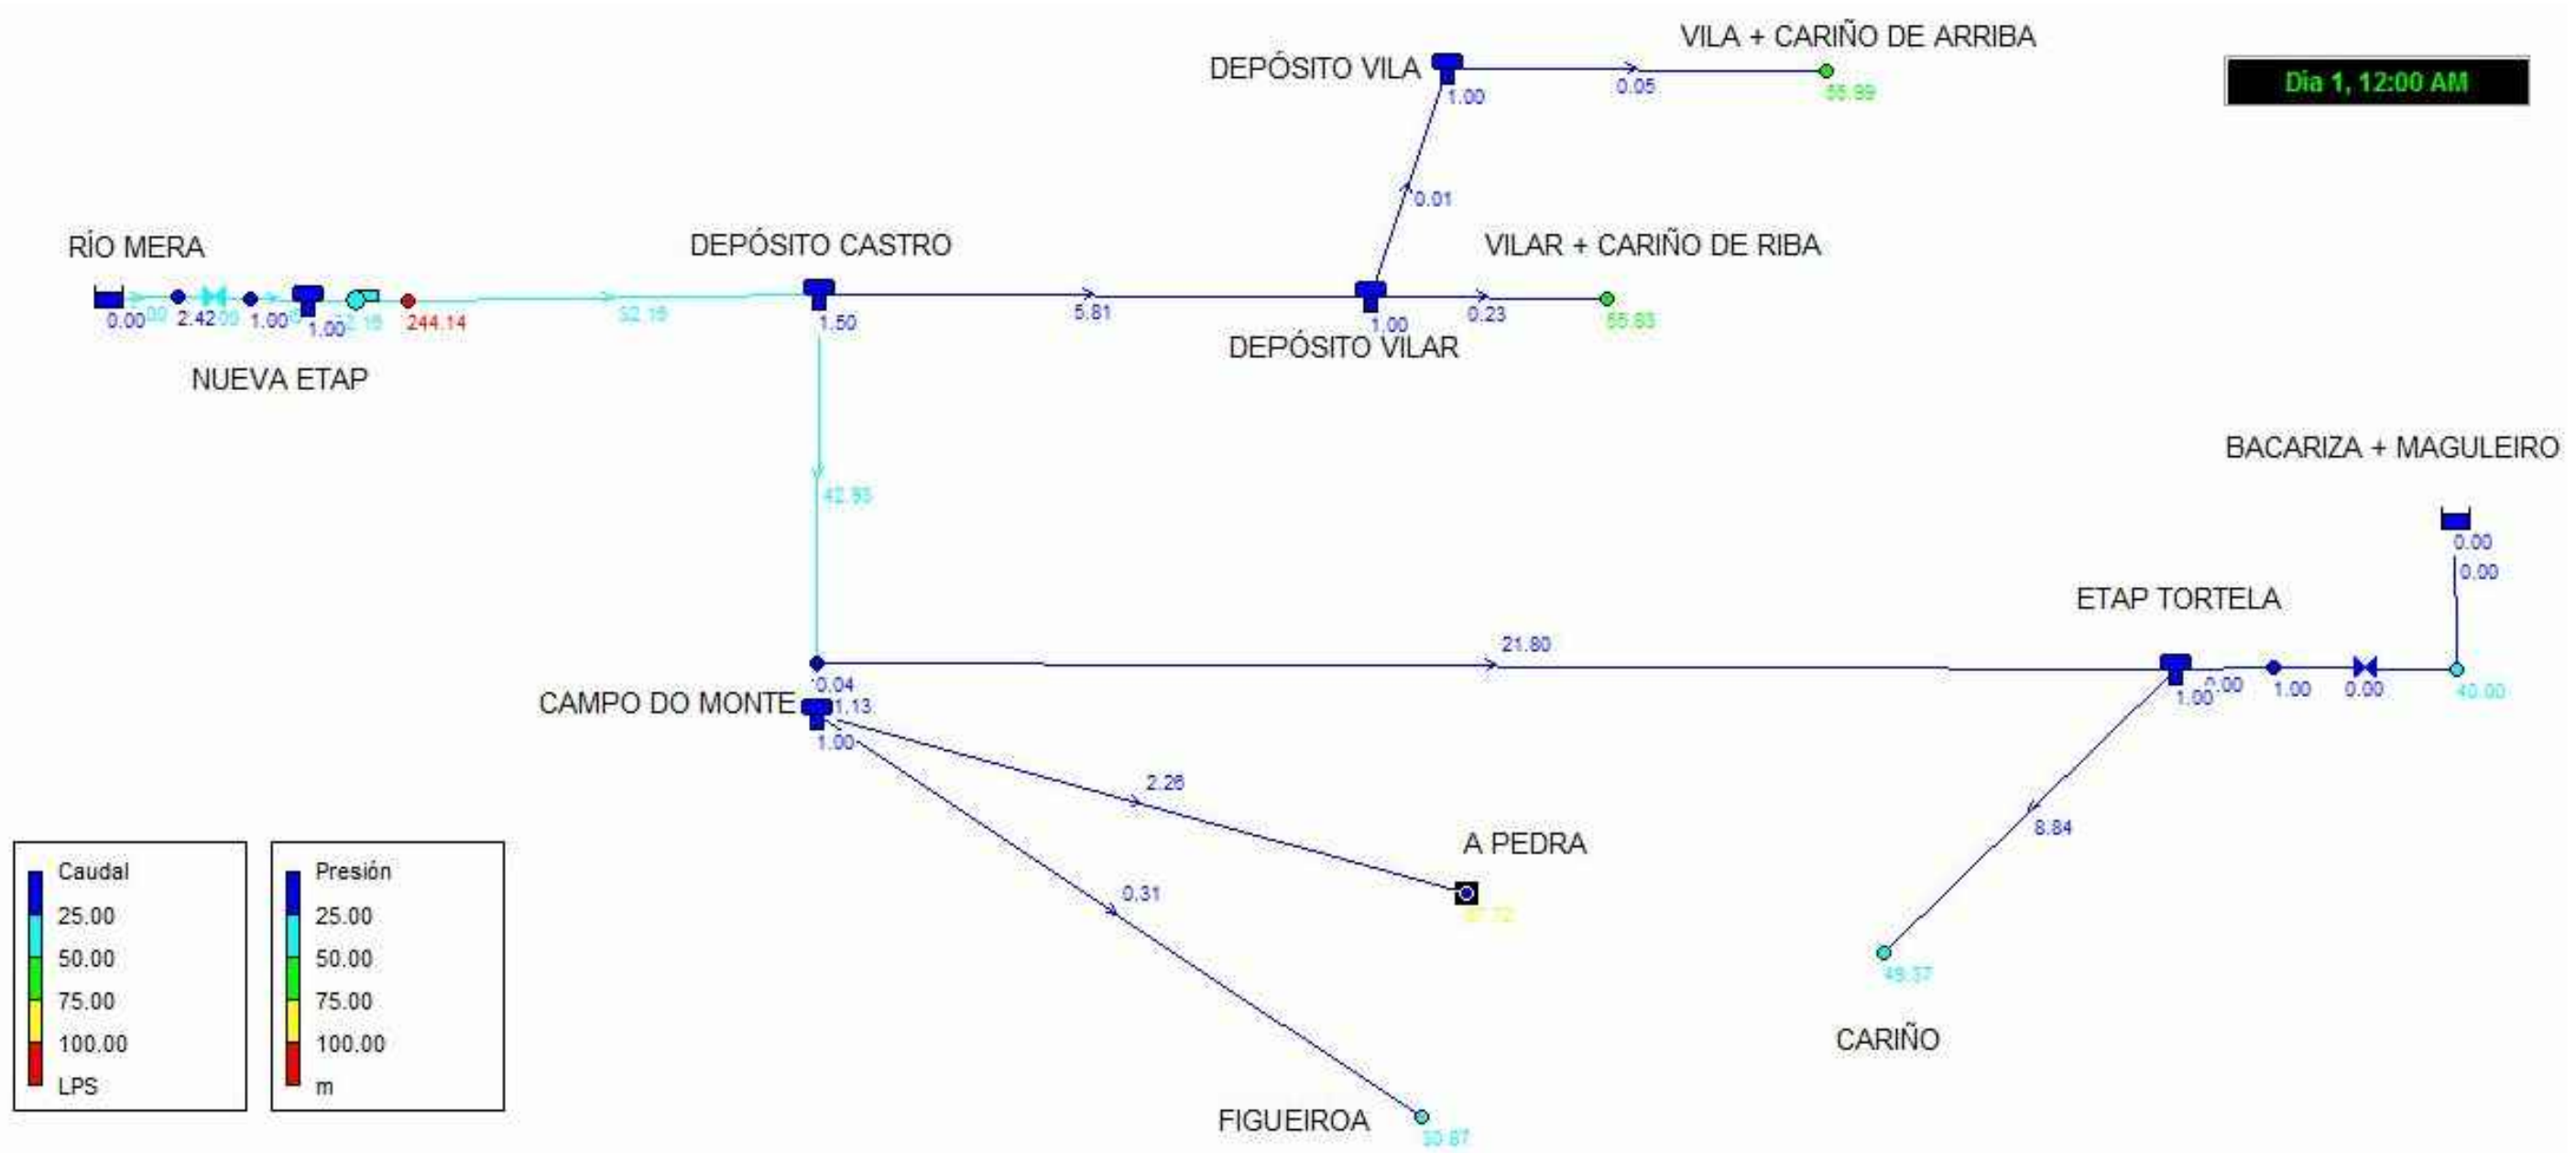 VILA + CARIÑO DE ARRIBA
DEPÓSITO VILA
1.00
0.05
55.99
Dia 1, 12:00 AM
0.01
RÍO MERA
DEPÓSITO CASTRO
VILAR + CARIÑO DE RIBA
0.00
2.42
1.00
1.00
244.14
1.50
5.81
1.00
0.23
DEPÓSITO VILAR
NUEVA ETAP
42.95
BACARIZA + MAGULEIRO
0.00
0.00
ETAP TORTELA
21.80
0.04
CAMPO DO MONTE
1.13
1.00
1.00
1.00
0.00
40.00
2.26
0.31
A PEDRA
8.84
CARIÑO
FIGUEIROA
Caudal
25.00
50.00
75.00
100.00
LPS
Presión
25.00
50.00
75.00
100.00
m